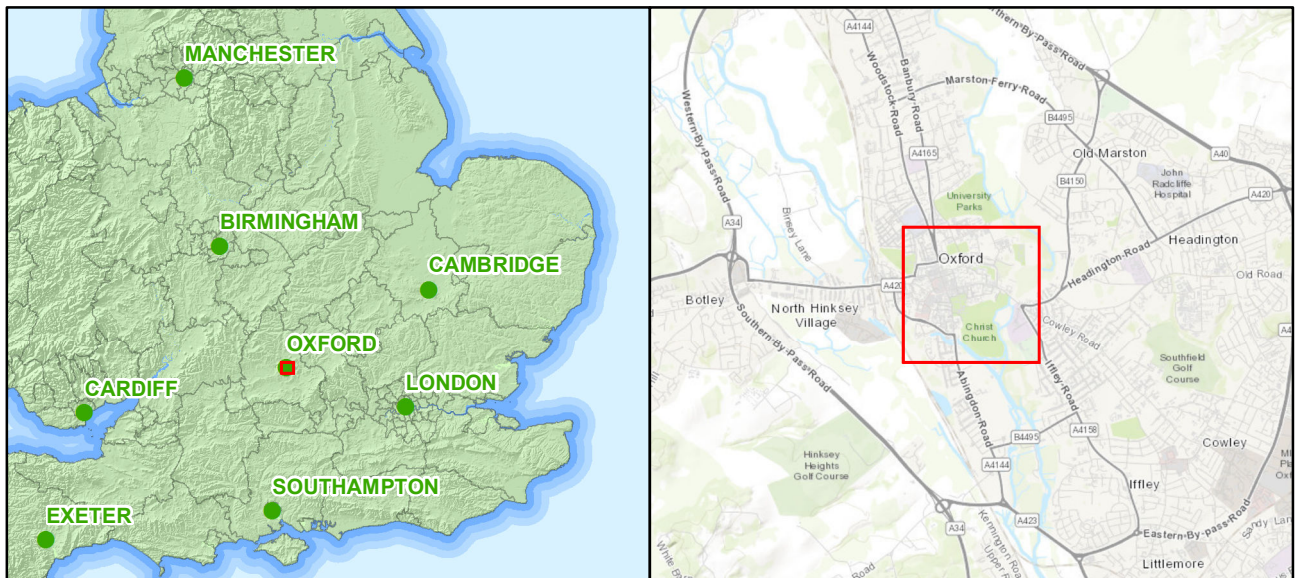 MANCHESTER
BIRMINGHAM
CAMBRIDGE
OXFORD
CARDIFF
LONDON
SOUTHAMPTON
EXETER
A4144
Northern-By-Pass-Road
Woodstock-Road
Banbury-Road
Marston-Ferry-Road
Western-By-Pass-Road
B4495
A4165
Old Marston
A40
B4150
John
Radcliffe
Hospital
A420
University
Parks
Binsey Lane
A34
Headington
Headington-Road
Oxford
Old Road
A420
Botley
North Hinksey
Village
Southern-By-Pass-Road
Christ
Church
Cowley Road
A4
Southfield
Golf
Course
Abingdon-Road
Iffley-Road
A4158
B4495
Cowley
Hinksey
Heights
Golf Course
A4144
Iffley
A34
A423
Kennington Road
Eastern-By-pass-Road
Sandy Lane
Littlemore